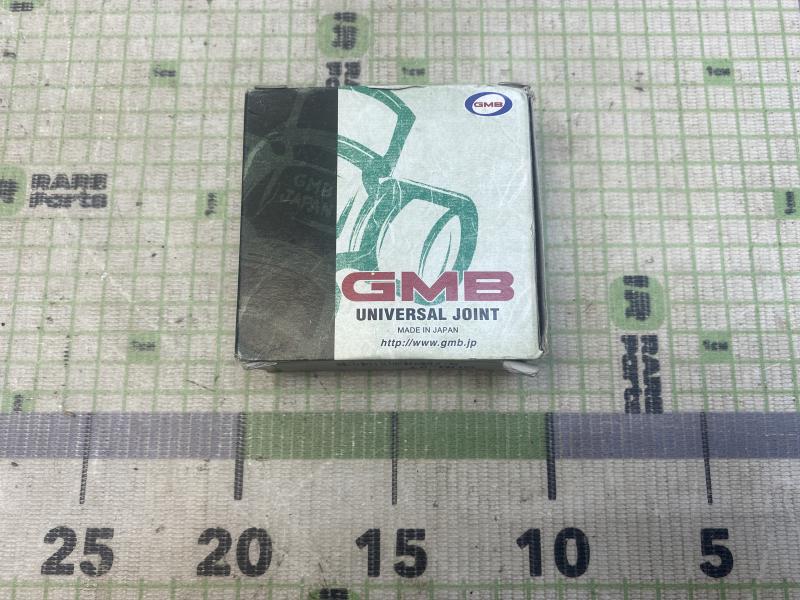 GMB
GMB
JAPAN
GMB
UNIVERSAL JOINT
MADE IN JAPAN
http://www.gmb.jp
RARE
Parts
RARE
Parts
25 20 15 10 5